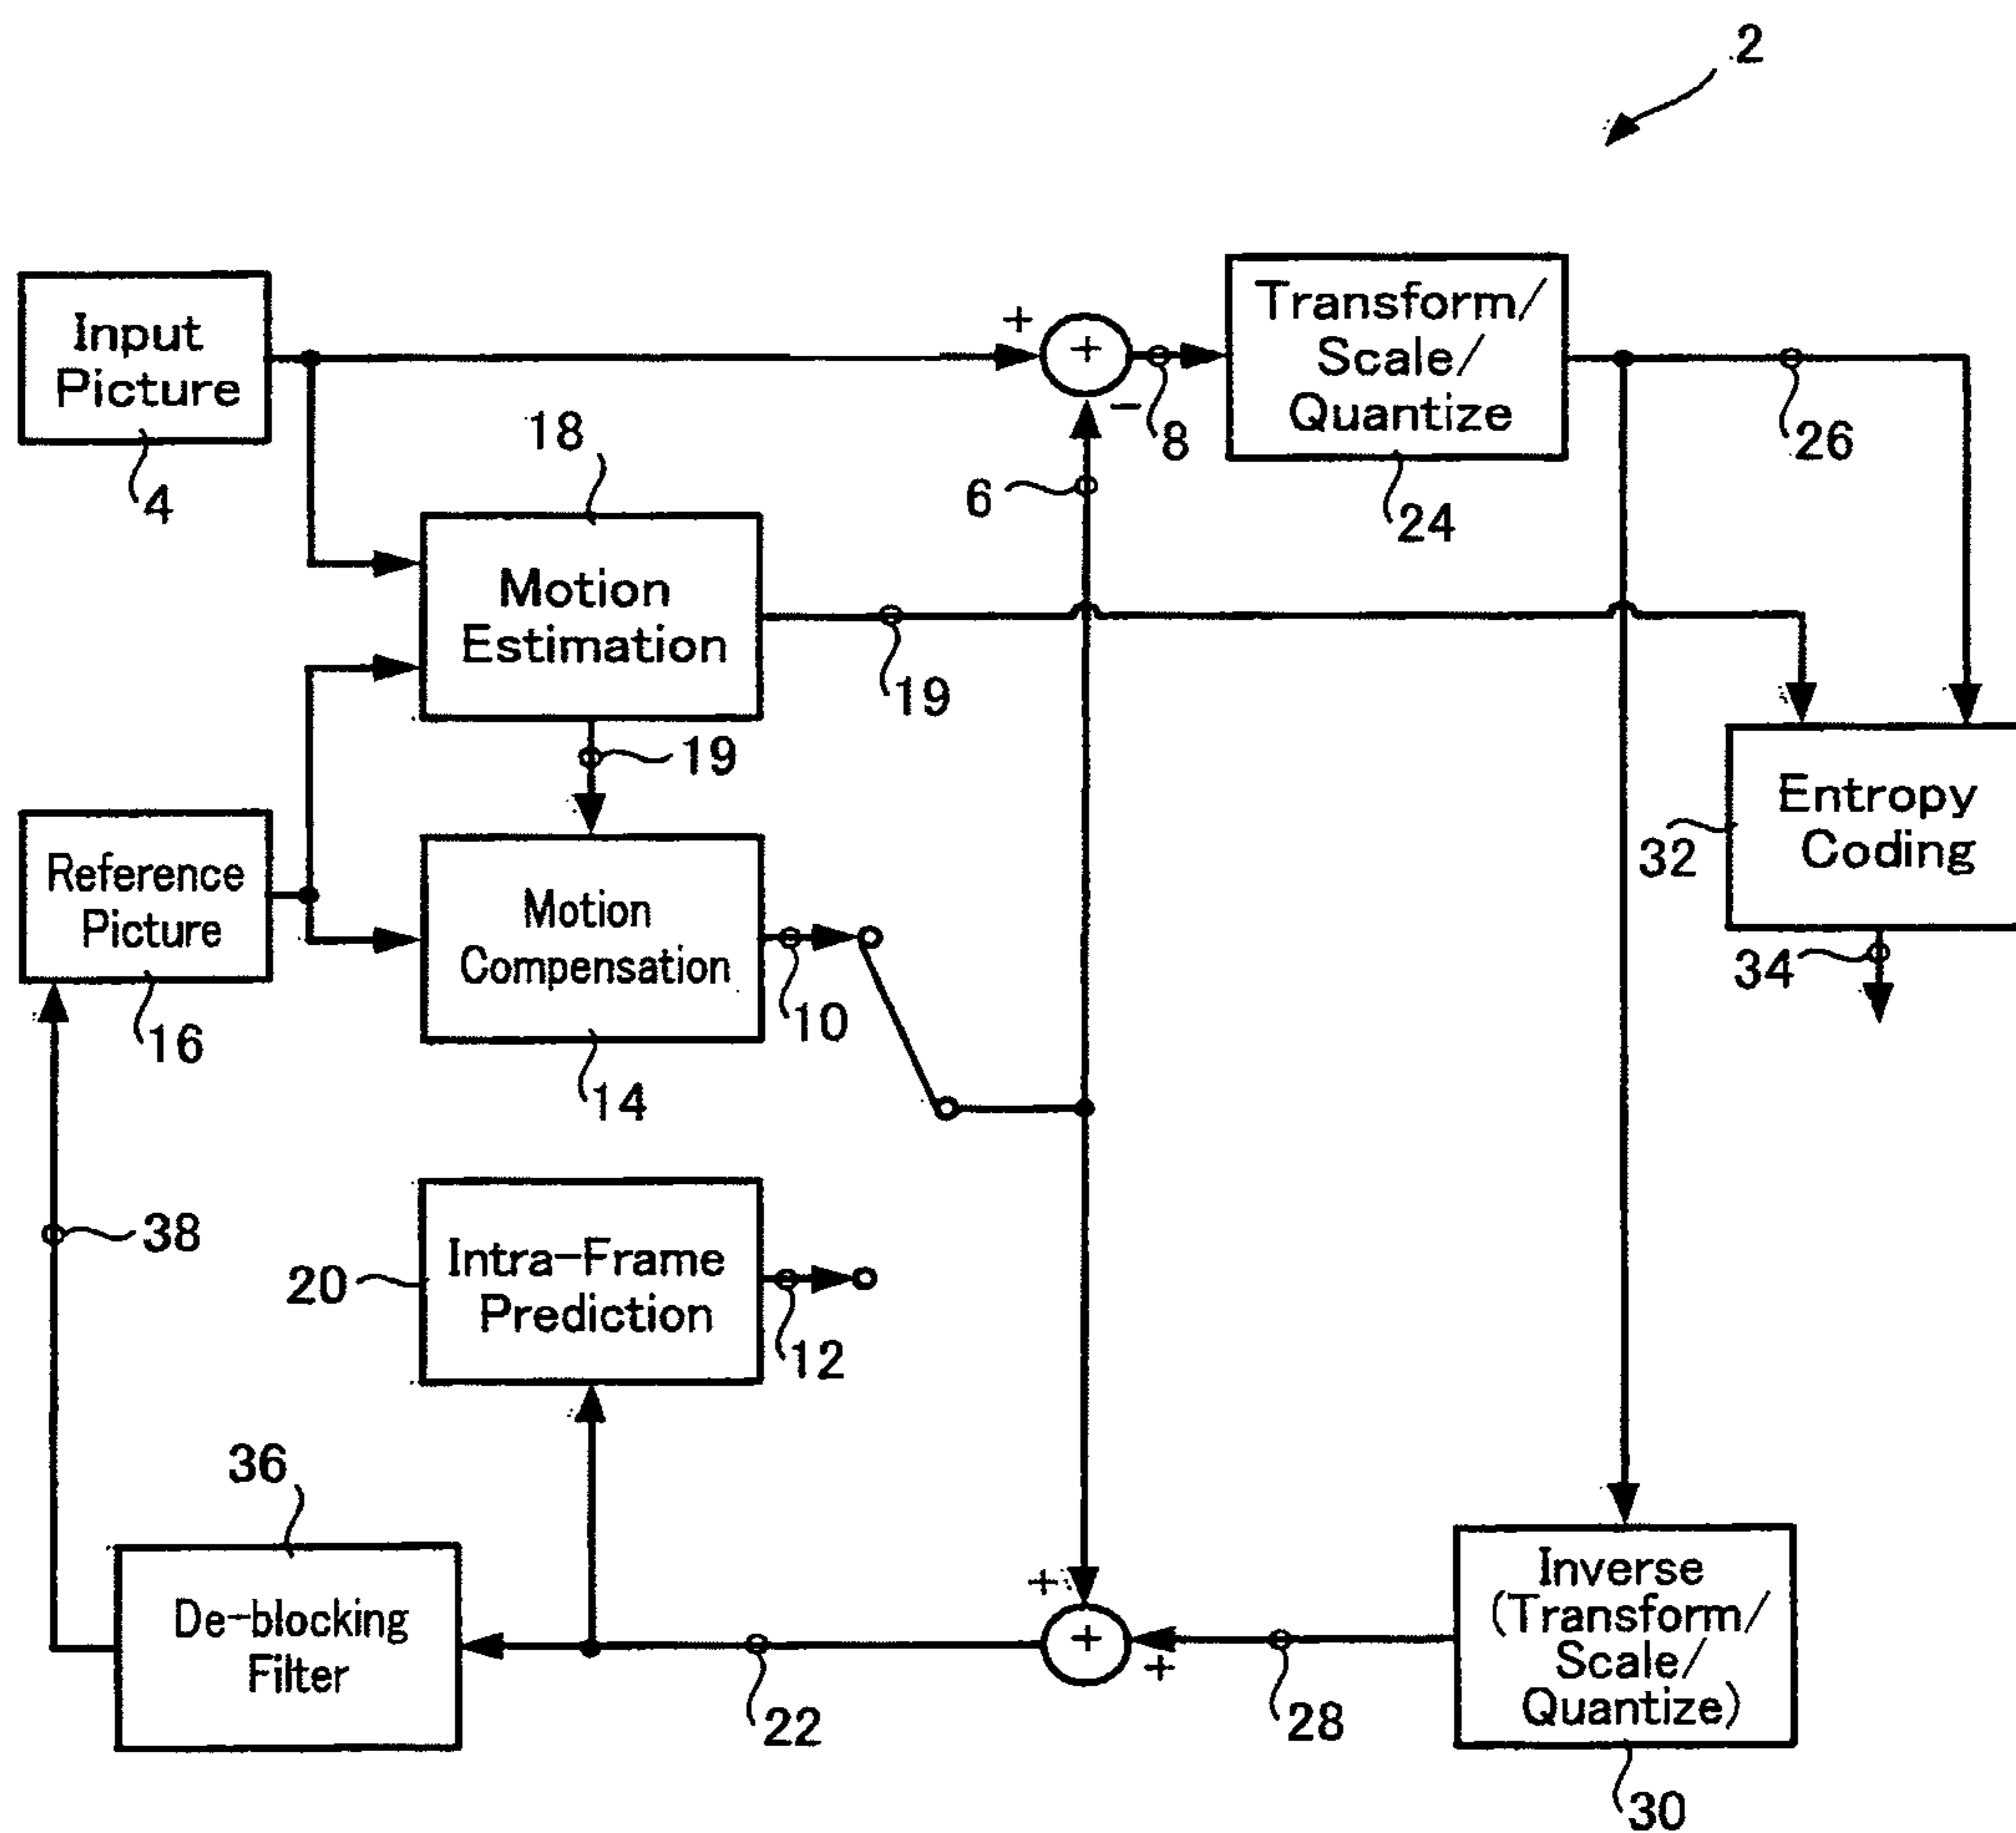 2
Input
Picture
4
+
+
-
8
6
Transform/
Scale/
Quantize
24
26
18
Motion
Estimation
19
19
Reference
Picture
16
Motion
Compensation
14
10
Entropy
Coding
32
34
38
20
Intra-Frame
Prediction
12
36
De-blocking
Filter
22
+
+
+
28
Inverse
(Transform/
Scale/
Quantize)
30